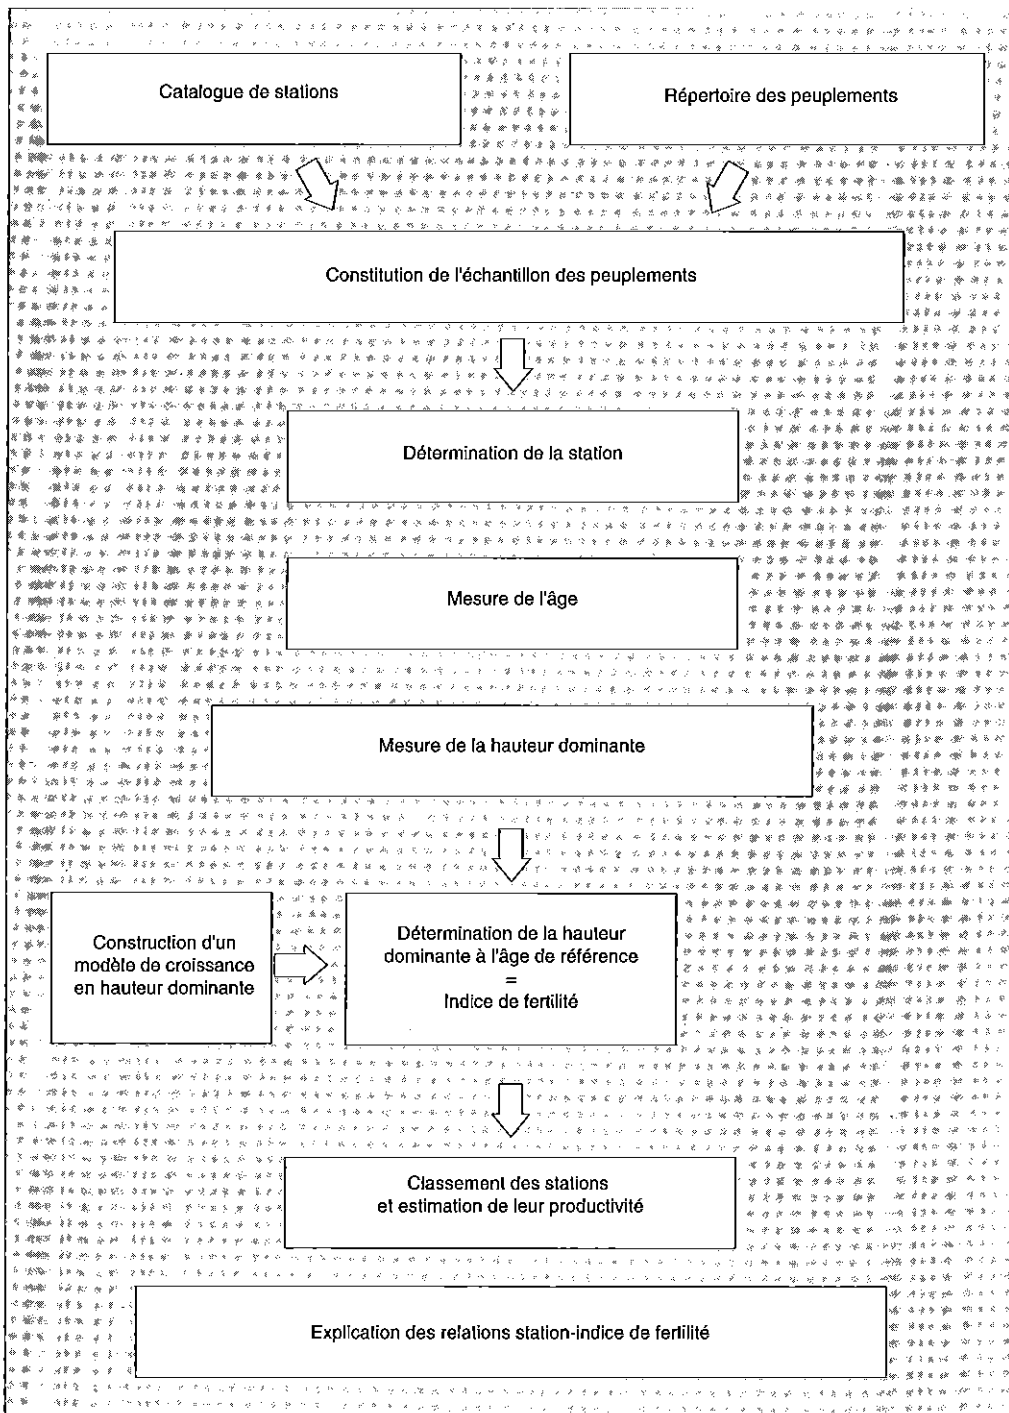 Catalogue de stations
Répertoire des peuplements
Constitution de l'échantillon des peuplements
Détermination de la station
Mesure de l'âge
Mesure de la hauteur dominante
Construction d'un
modèle de croissance
en hauteur dominante
Détermination de la hauteur
dominante à l'âge de référence
=
Indice de fertilité
Classement des stations
et estimation de leur productivité
Explication des relations station-indice de fertilité